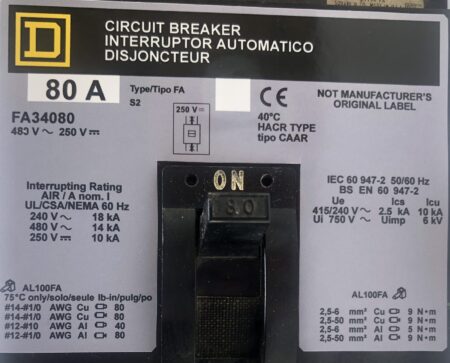 D
CIRCUIT BREAKER
INTERRUPTOR AUTOMATICO
DISJONCTEUR
80 A
Type/Tipo FA
S2
CE
NOT MANUFACTURER'S
ORIGINAL LABEL
FA34080
480 V ~ 250 V ⎓
250 V ⎓
40°C
HACR TYPE
tipo CAAR
ON
80
Interrupting Rating
AIR / A nom. I
UL/CSA/NEMA 60 Hz
240 V ~ 18 kA
480 V ~ 14 kA
250 V ⎓ 10 kA
IEC 60 947-2 50/60 Hz
BS EN 60 947-2
Ue Ics Icu
415/240 V ~ 2.5 kA 10 kA
Ui 750 V ~ Uimp 6 kV
AL100FA
75°C only/solo/seule lb-in/pulg/po
#14-#1/0 AWG Cu 80
#14-#1/0 AWG Cu 80
#12-#10 AWG Al 40
#12-#1/0 AWG Al 80
AL100FA
2,5-6 mm² Cu 9 N·m
2,5-50 mm² Cu 9 N·m
2,5-6 mm² Al 5 N·m
2,5-50 mm² Al 9 N·m